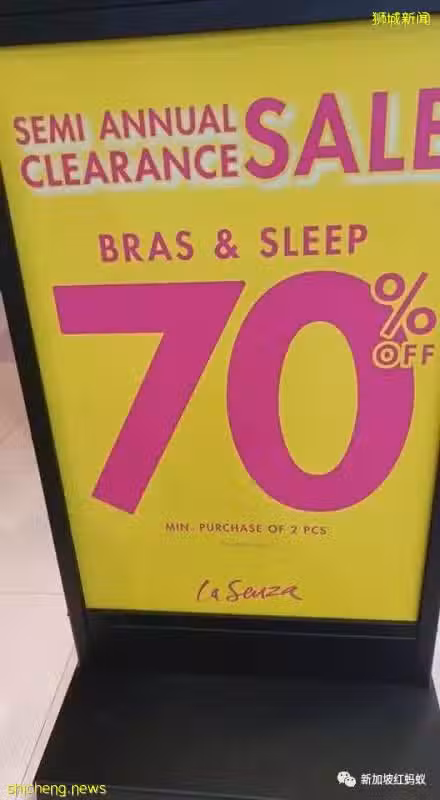 狮城新闻
SEMI ANNUAL
CLEARANCE SALE
BRAS & SLEEP
70% OFF
MIN. PURCHASE OF 2 PCS
la Senza
新加坡红蚂蚁
shicheng.news